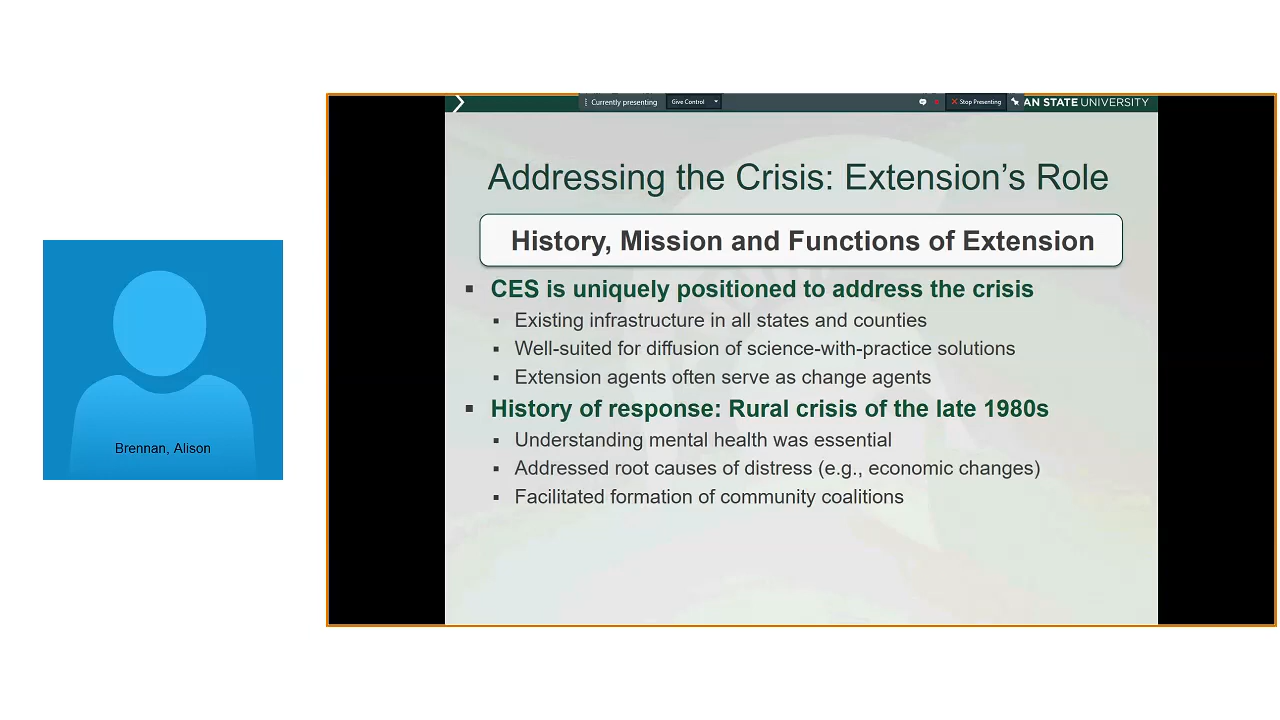 Currently presenting Give Control Stop Presenting AN STATE UNIVERSITY
Addressing the Crisis: Extension's Role
History, Mission and Functions of Extension
▪ CES is uniquely positioned to address the crisis
▪ Existing infrastructure in all states and counties
▪ Well-suited for diffusion of science-with-practice solutions
▪ Extension agents often serve as change agents
▪ History of response: Rural crisis of the late 1980s
▪ Understanding mental health was essential
▪ Addressed root causes of distress (e.g., economic changes)
▪ Facilitated formation of community coalitions
Brennan, Alison